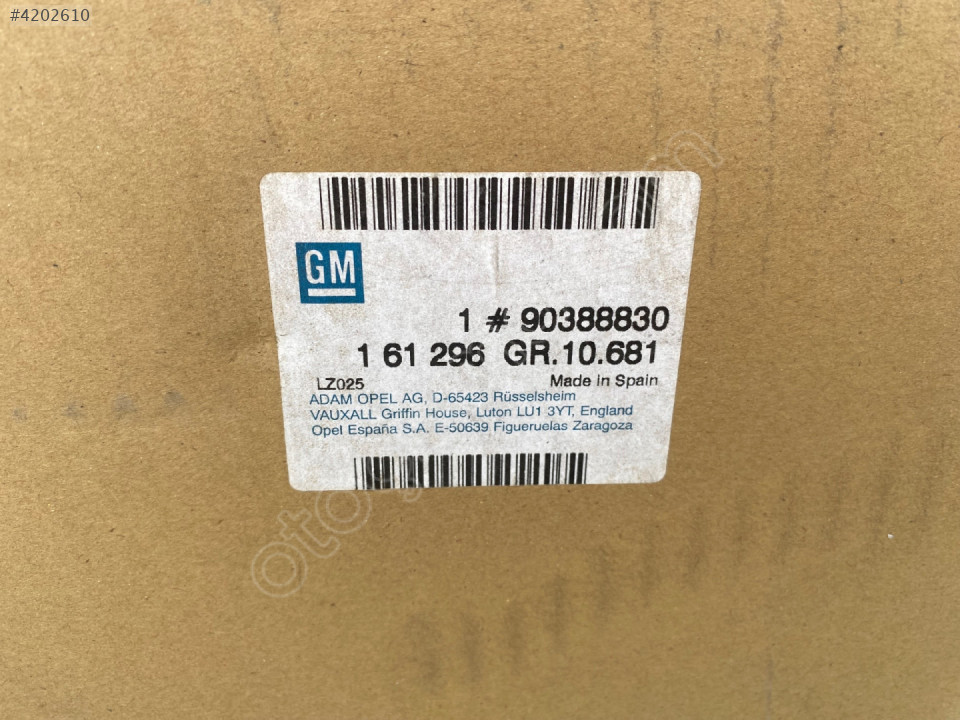 #4202610
GM
1 # 90388830
1 61 296 GR.10.681
LZ025 Made in Spain
ADAM OPEL AG, D-65423 Rüsselsheim
VAUXALL Griffin House, Luton LU1 3YT, England
Opel España S.A. E-50639 Figueruelas Zaragoza